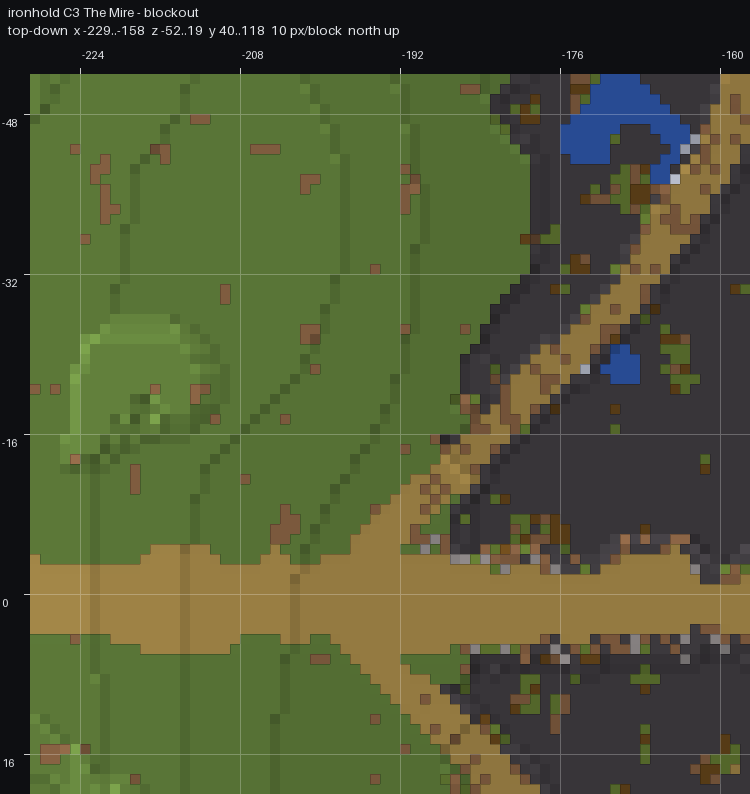 ironhold C3 The Mire - blockout
top-down x -229..-158 z -52..19 y 40..118 10 px/block north up
-224 -208 -192 -176 -160
-48
-32
-16
0
16